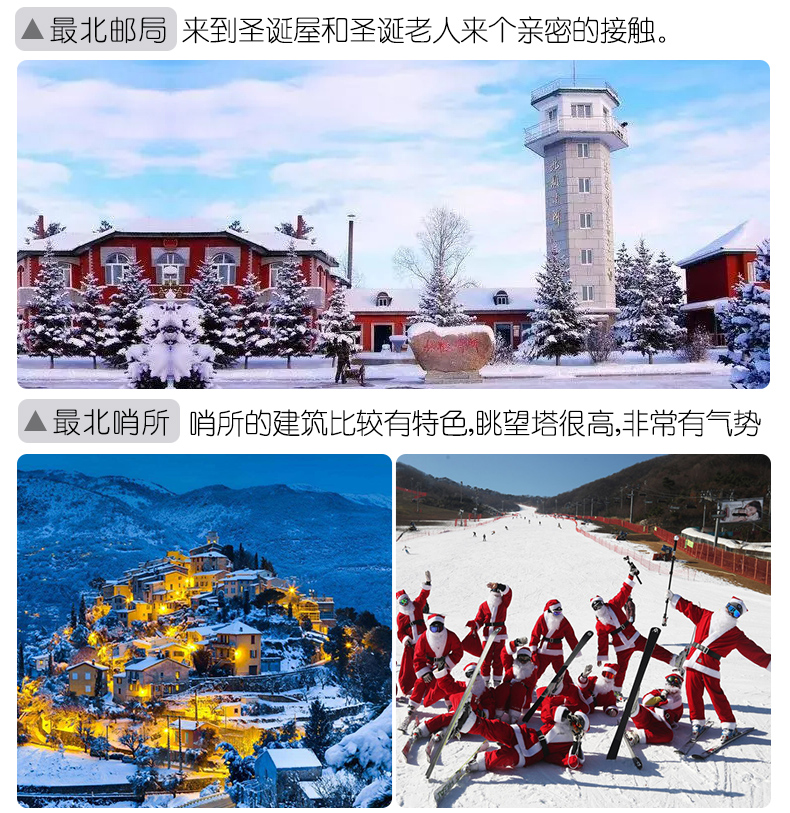 ▲最北邮局 来到圣诞屋和圣诞老人来个亲密的接触。
▲最北哨所 哨所的建筑比较有特色,眺望塔很高,非常有气势